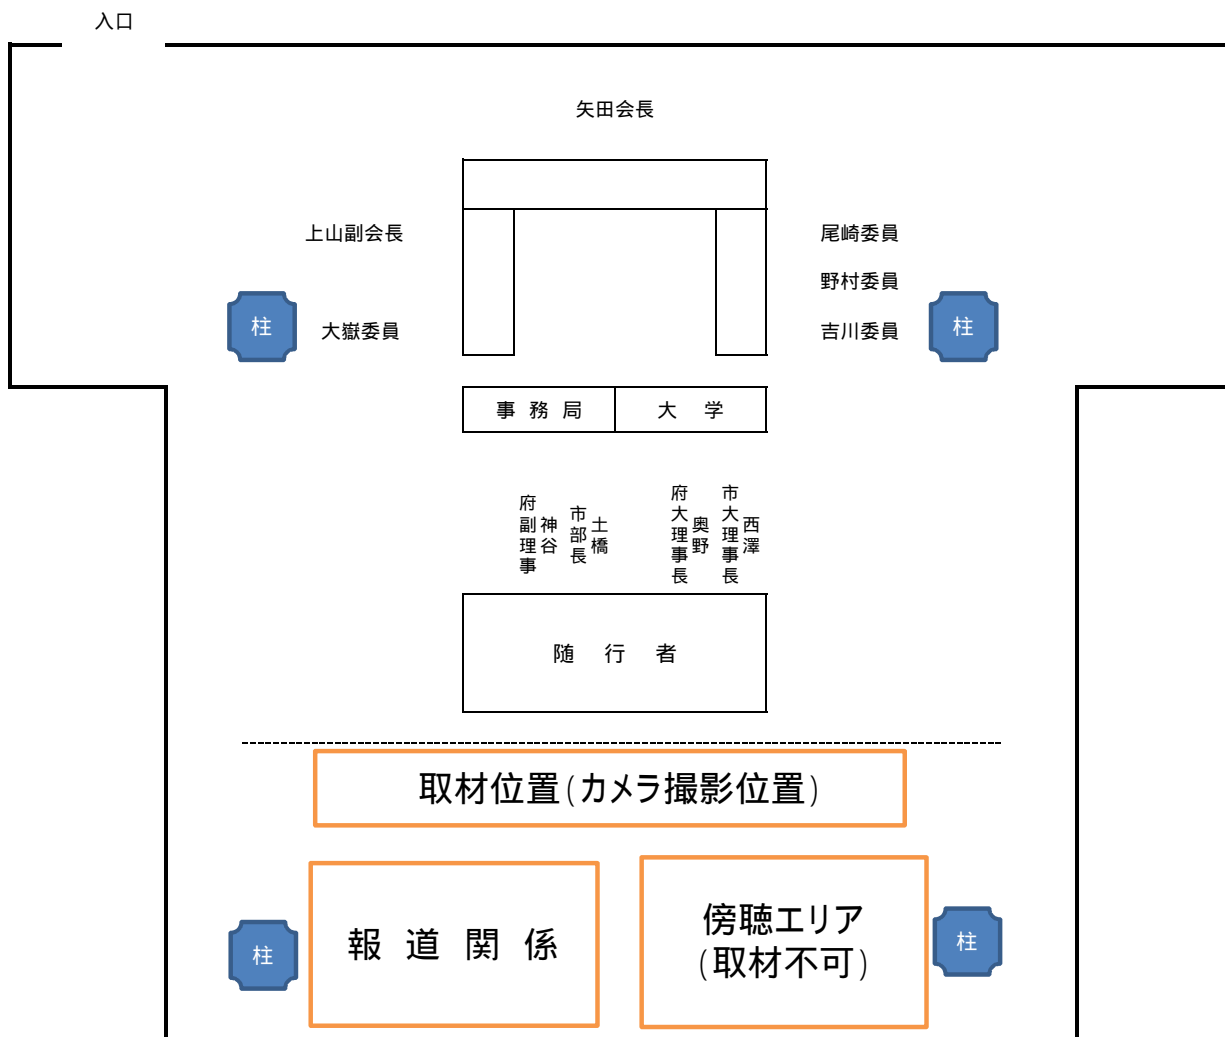 入口
矢田会長
上山副会長
尾崎委員
野村委員
柱
大嶽委員
吉川委員
柱
事務局
大学
府副理事
神谷
市部長
土橋
府大理事長
奥野
市大理事長
西澤
随行者
取材位置(カメラ撮影位置)
報道関係
傍聴エリア
(取材不可)
柱
柱